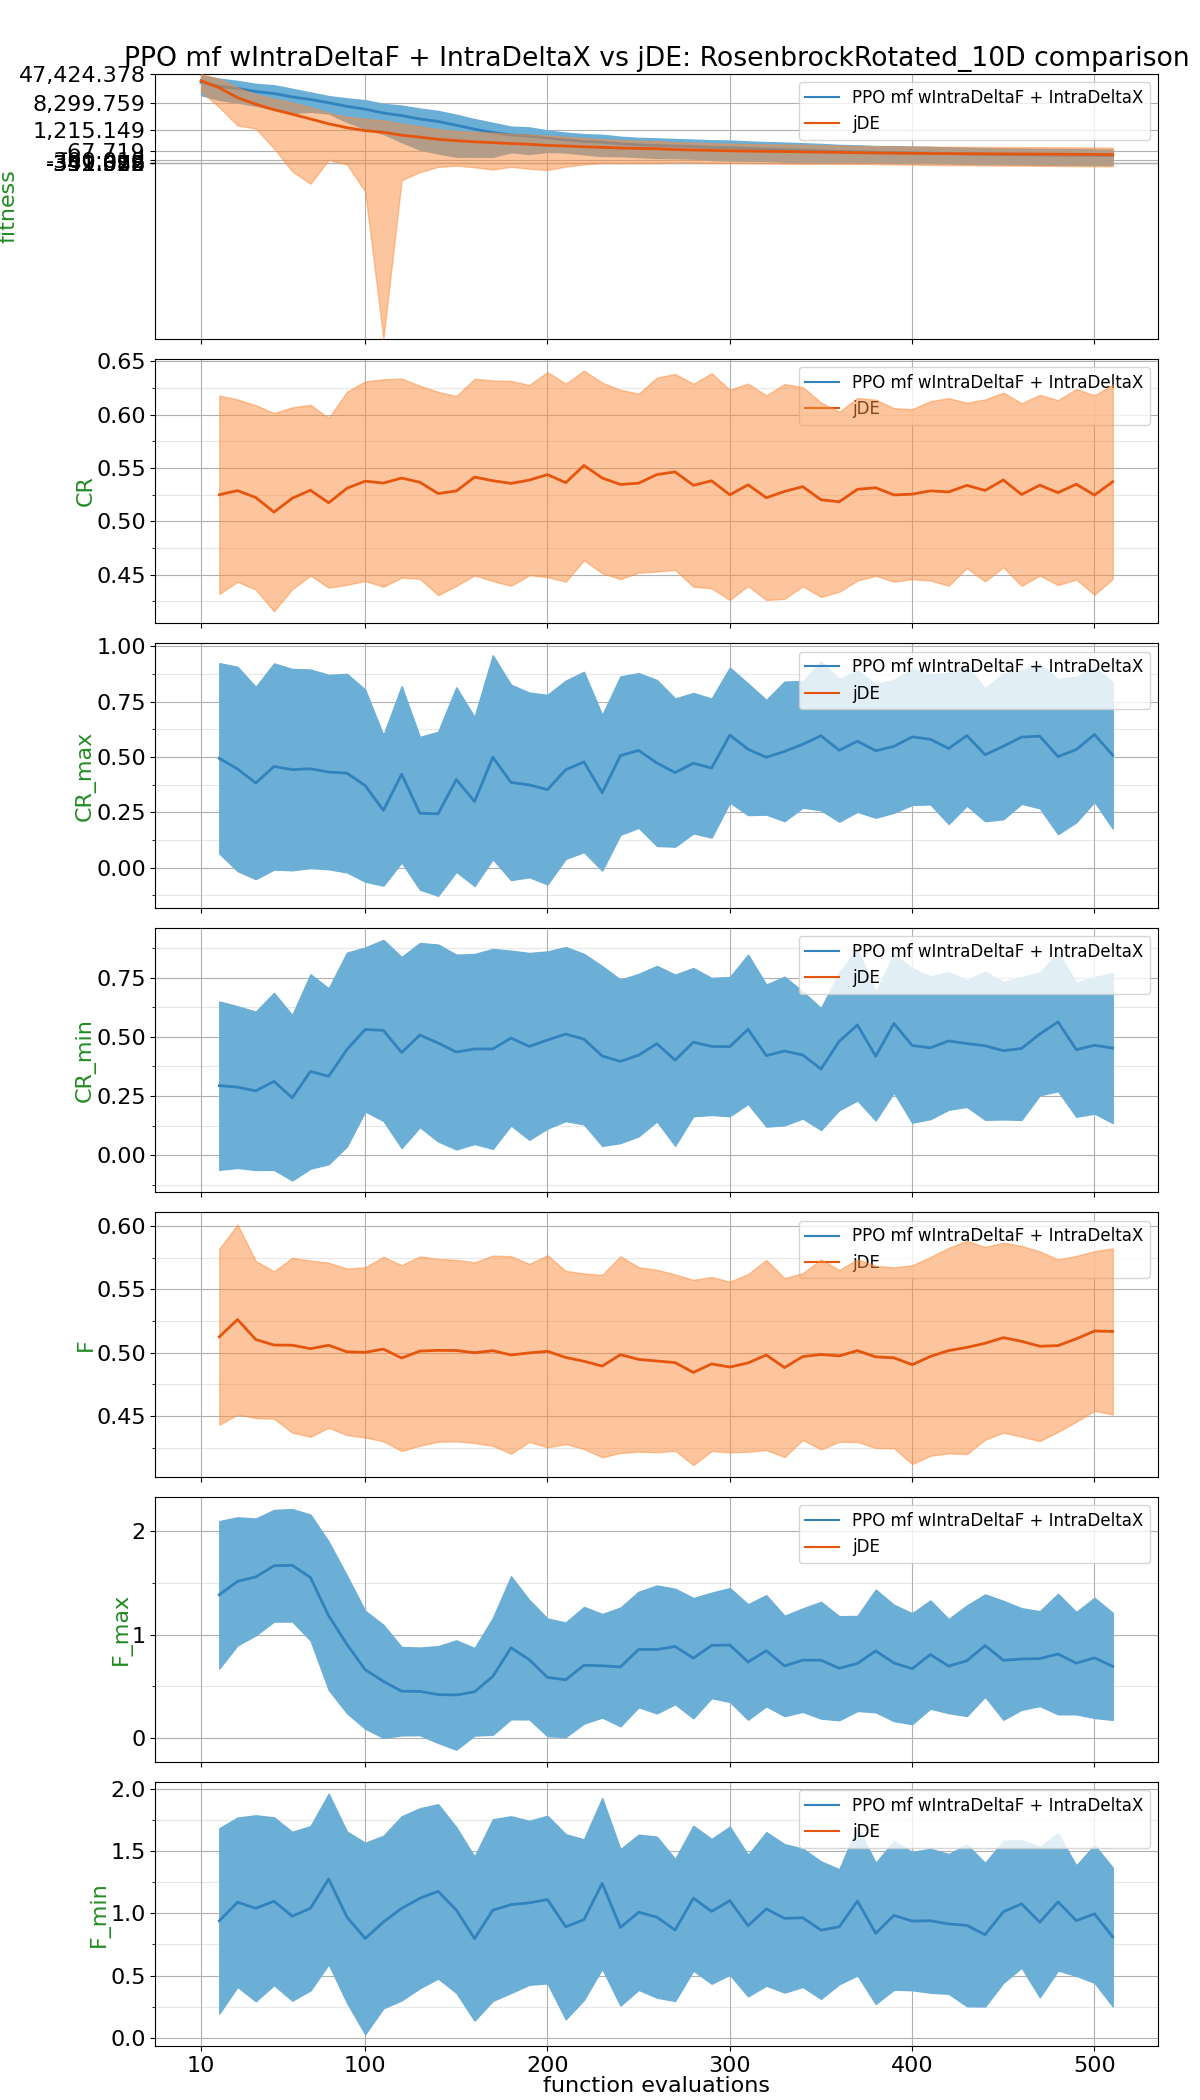 PPO mf wIntraDeltaF + IntraDeltaX vs jDE: RosenbrockRotated_10D comparison
47,424.378
8,299.759
1,215.149
-67.719
fitness
PPO mf wIntraDeltaF + IntraDeltaX
jDE
0.65
0.60
0.55
0.50
0.45
CR
PPO mf wIntraDeltaF + IntraDeltaX
jDE
1.00
0.75
0.50
0.25
0.00
CR_max
PPO mf wIntraDeltaF + IntraDeltaX
jDE
0.75
0.50
0.25
0.00
CR_min
PPO mf wIntraDeltaF + IntraDeltaX
jDE
0.60
0.55
0.50
0.45
F
PPO mf wIntraDeltaF + IntraDeltaX
jDE
2
1
0
F_max
PPO mf wIntraDeltaF + IntraDeltaX
jDE
2.0
1.5
1.0
0.5
0.0
F_min
PPO mf wIntraDeltaF + IntraDeltaX
jDE
10 100 200 300 400 500
function evaluations